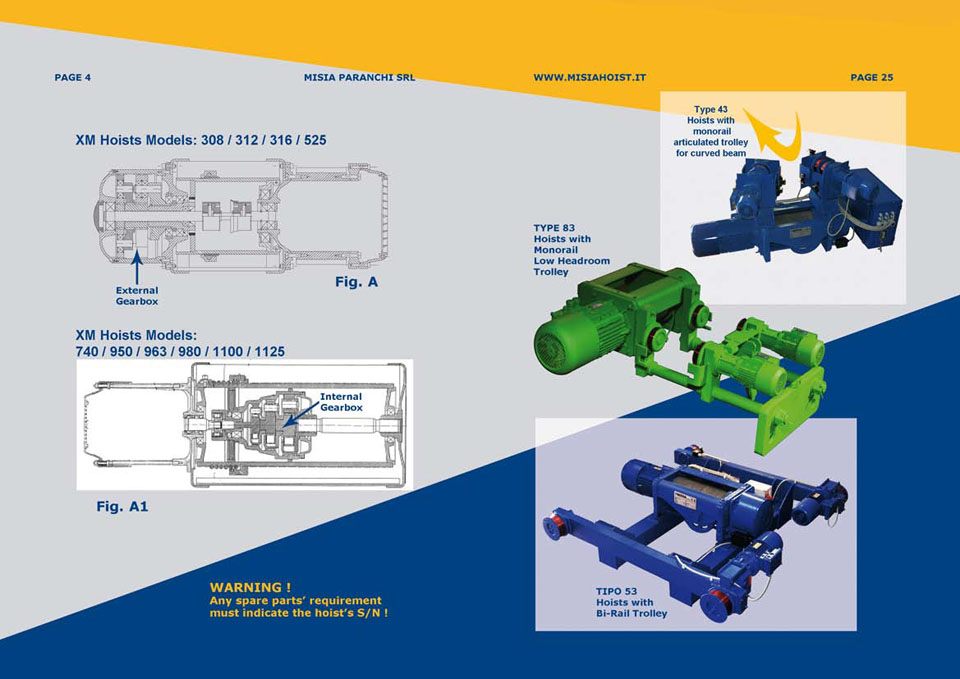 PAGE 4
MISIA PARANCHI SRL
WWW.MISIAHOIST.IT
PAGE 25
XM Hoists Models: 308 / 312 / 316 / 525
External
Gearbox
Fig. A
XM Hoists Models:
740 / 950 / 963 / 980 / 1100 / 1125
Internal
Gearbox
Fig. A1
WARNING !
Any spare parts' requirement
must indicate the hoist's S/N !
Type 43
Hoists with
monorail
articulated trolley
for curved beam
TYPE 83
Hoists with
Monorail
Low Headroom
Trolley
TIPO 53
Hoists with
Bi-Rail Trolley